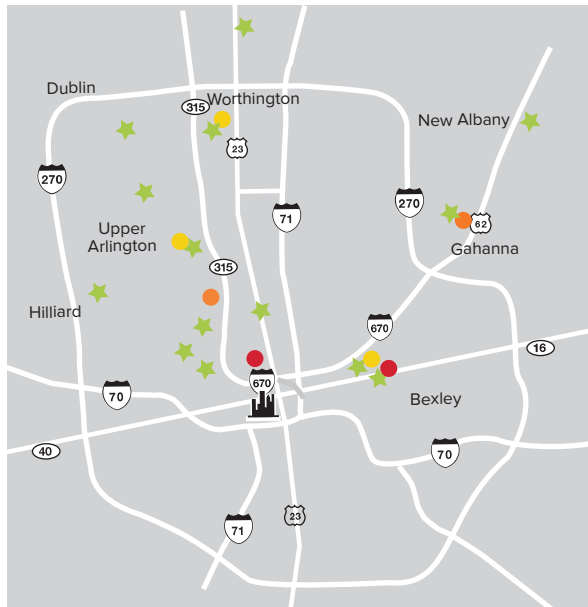 Dublin
315
Worthington
23
New Albany
270
270
71
62
Upper
Arlington
Gahanna
315
Hilliard
670
16
670
70
Bexley
40
70
23
71